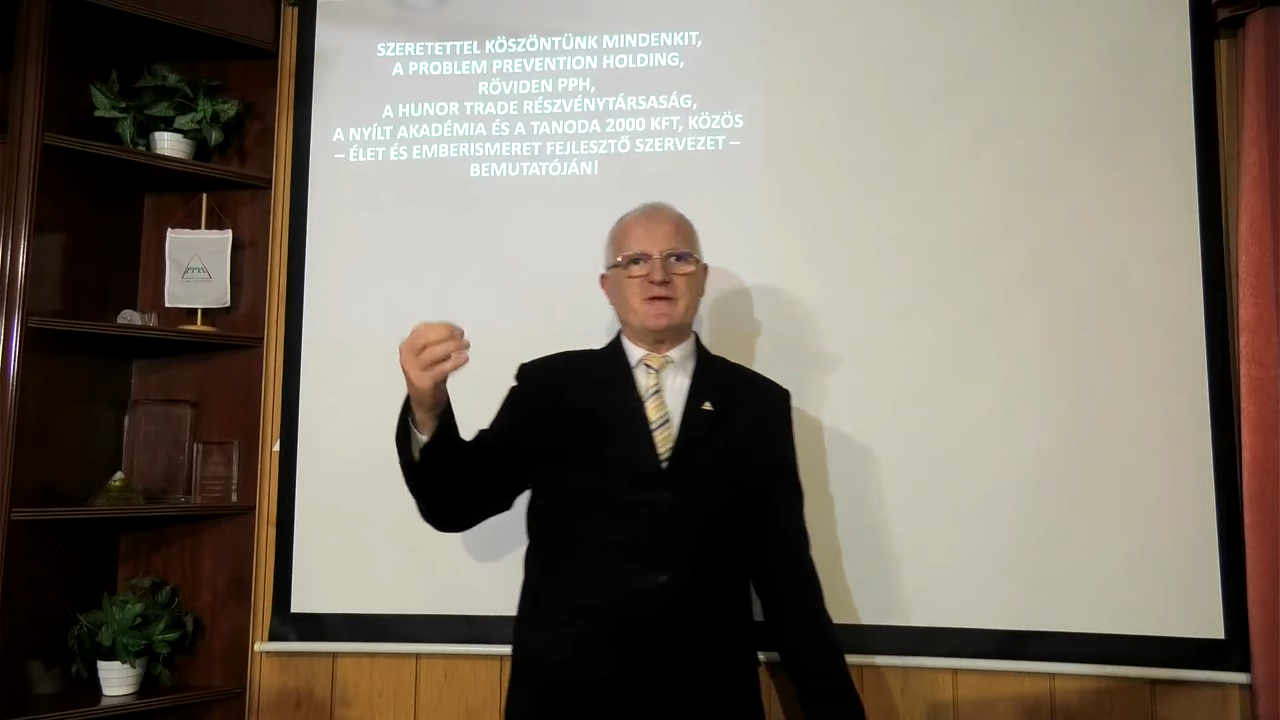 SZERETETTEL KÖSZÖNTÜNK MINDENKIT,
A PROBLEM PREVENTION HOLDING,
RÖVIDEN PPH,
A HUNOR TRADE RÉSZVÉNYTÁRSASÁG,
A NYÍLT AKADÉMIA ÉS A TANODA 2000 KFT, KÖZÖS
– ÉLET ÉS EMBERISMERET FEJLESZTŐ SZERVEZET –
BEMUTATÓJÁN!
PPH